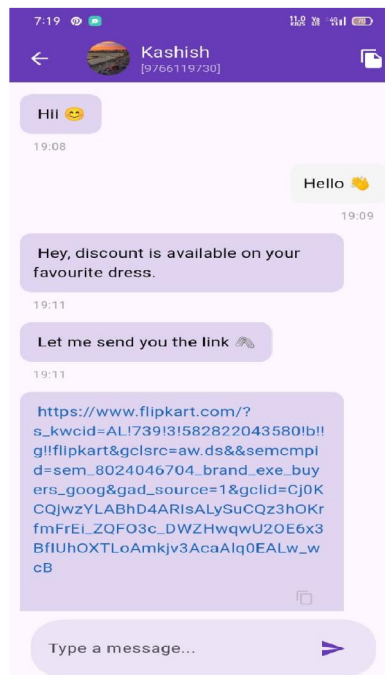 7:19
Kashish
[9766119730]
HII 😊
19:08
Hello 👏
19:09
Hey, discount is available on your
favourite dress.
19:11
Let me send you the link
19:11
https://www.flipkart.com/?
s_kwcid=AL!739!3!582822043580!b!!
g!!flipkart&gclsrc=aw.ds&&semcmpi
d=sem_8024046704_brand_exe_buy
ers_goog&gad_source=1&gclid=Cj0K
CQjwzYLABhD4ARIsALySuCQz3hOKr
fmFrEi_ZQFO3c_DWZHwqwU2OE6x3
BfIUhOXTLoAmkjv3AcaAlq0EALw_w
cB
Type a message...